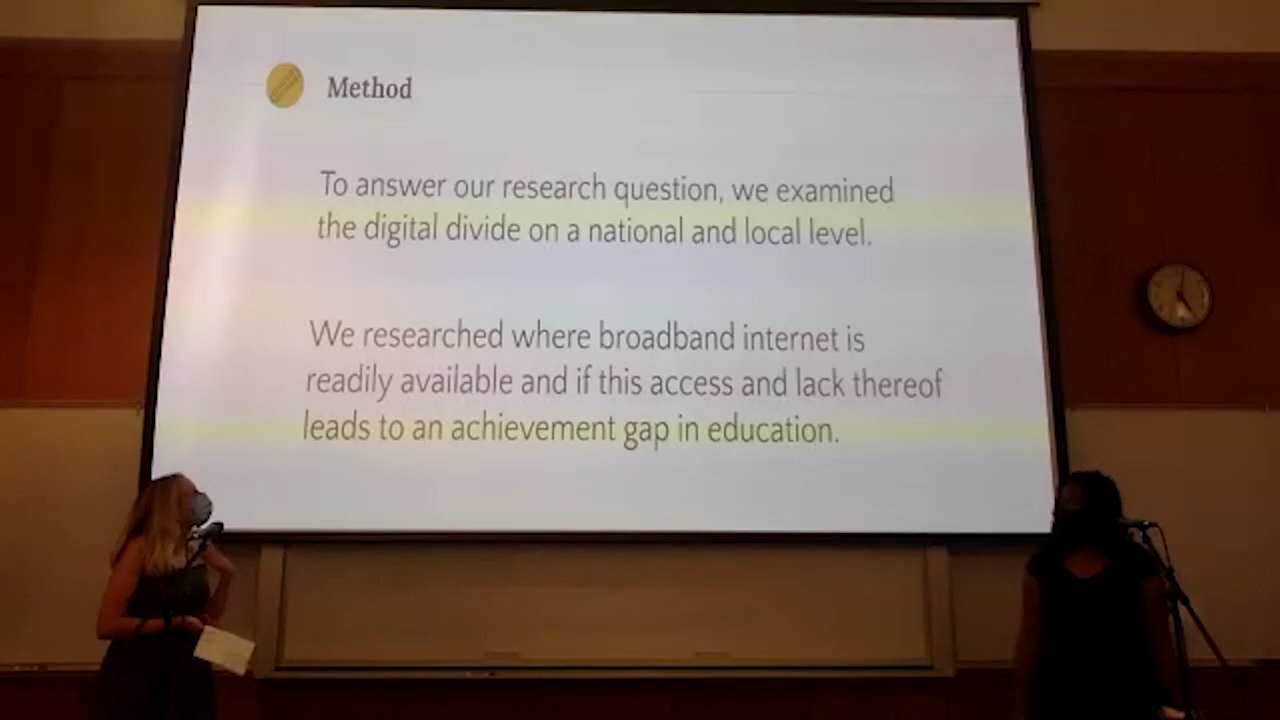 Method
To answer our research question, we examined
the digital divide on a national and local level.
We researched where broadband internet is
readily available and if this access and lack thereof
leads to an achievement gap in education.